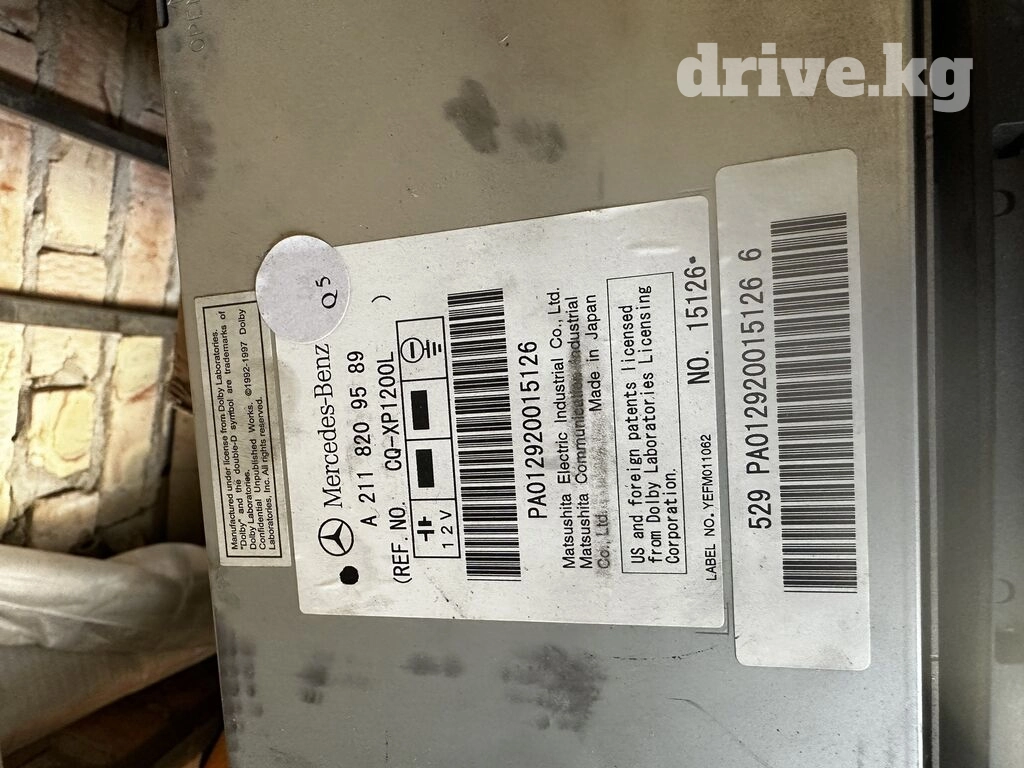 drive.kg
OPEN
Manufactured under license from Dolby Laboratories.
"Dolby" and the double-D symbol are trademarks of
Dolby Laboratories.
Confidential Unpublished Works. ©1992-1997 Dolby
Laboratories, Inc. All rights reserved.
Mercedes-Benz Q5
A 211 820 95 89
(REF.NO. CQ-XP1200L )
12V
PA012920015126
Matsushita Electric Industrial Co., Ltd.
Matsushita Communication Industrial
Co., Ltd. Made in Japan
US and foreign patents licensed
from Dolby Laboratories Licensing
Corporation.
LABEL NO. YEFM011062 NO. 15126
529 PA012920015126 6